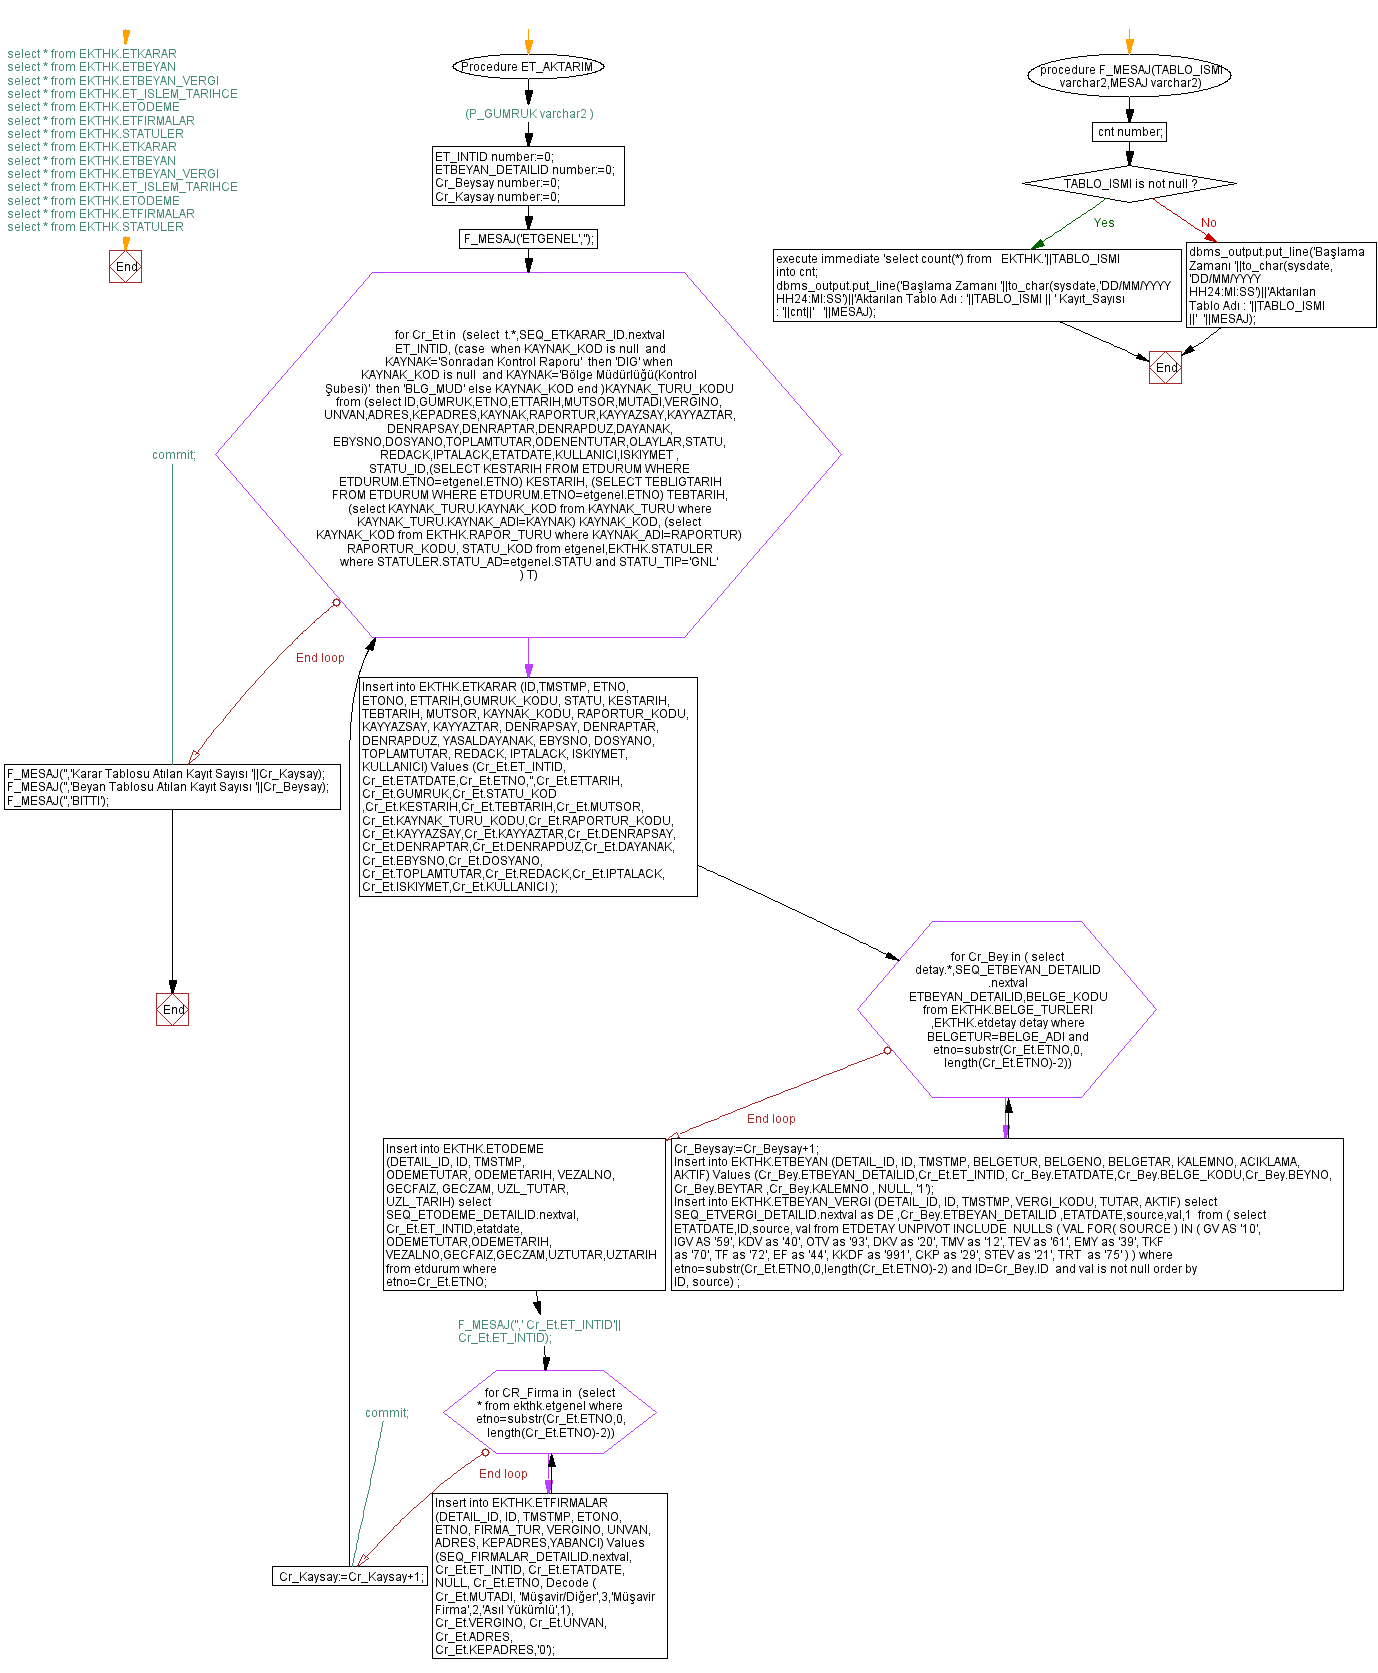 select * from EKTHK.ETKARAR
select * from EKTHK.ETBEYAN
select * from EKTHK.ETBEYAN_VERGI
select * from EKTHK.ET_ISLEM_TARIHCE
select * from EKTHK.ETODEME
select * from EKTHK.ETFIRMALAR
select * from EKTHK.STATULER
select * from EKTHK.ETKARAR
select * from EKTHK.ETBEYAN
select * from EKTHK.ETBEYAN_VERGI
select * from EKTHK.ET_ISLEM_TARIHCE
select * from EKTHK.ETODEME
select * from EKTHK.ETFIRMALAR
select * from EKTHK.STATULER
End
Procedure ET_AKTARIM
(P_GUMRUK varchar2 )
ET_INTID number:=0;
ETBEYAN_DETAILID number:=0;
Cr_Beysay number:=0;
Cr_Kaysay number:=0;
F_MESAJ('ETGENEL','');
procedure F_MESAJ(TABLO_ISMI
varchar2,MESAJ varchar2)
cnt number;
TABLO_ISMI is not null ?
Yes
No
execute immediate 'select count(*) from   EKTHK.'||TABLO_ISMI
into cnt;
dbms_output.put_line('Başlama Zamanı '||to_char(sysdate,'DD/MM/YYYY
HH24:MI:SS')||'Aktarılan Tablo Adı : '||TABLO_ISMI || ' Kayıt_Sayısı
: '||cnt||'   '||MESAJ);
dbms_output.put_line('Başlama
Zamanı '||to_char(sysdate,
'DD/MM/YYYY
HH24:MI:SS')||'Aktarılan
Tablo Adı : '||TABLO_ISMI
||'  '||MESAJ);
End
for Cr_Et in  (select  t.*,SEQ_ETKARAR_ID.nextval
ET_INTID, (case  when KAYNAK_KOD is null  and
KAYNAK='Sonradan Kontrol Raporu'  then 'DIG' when
KAYNAK_KOD is null  and KAYNAK='Bölge Müdürlüğü(Kontrol
Şubesi)'  then 'BLG_MUD' else KAYNAK_KOD end )KAYNAK_TURU_KODU
from (select ID,GUMRUK,ETNO,ETTARIH,MUTSOR,MUTADI,VERGINO,
UNVAN,ADRES,KEPADRES,KAYNAK,RAPORTUR,KAYYAZSAY,KAYYAZTAR,
DENRAPSAY,DENRAPTAR,DENRAPDUZ,DAYANAK,
EBYSNO,DOSYANO,TOPLAMTUTAR,ODENENTUTAR,OLAYLAR,STATU,
REDACK,IPTALACK,ETATDATE,KULLANICI,ISKIYMET ,
STATU_ID,(SELECT KESTARIH FROM ETDURUM WHERE
ETDURUM.ETNO=etgenel.ETNO) KESTARIH, (SELECT TEBLIGTARIH
FROM ETDURUM WHERE ETDURUM.ETNO=etgenel.ETNO) TEBTARIH,
(select KAYNAK_TURU.KAYNAK_KOD from KAYNAK_TURU where
KAYNAK_TURU.KAYNAK_ADI=KAYNAK) KAYNAK_KOD, (select
KAYNAK_KOD from EKTHK.RAPOR_TURU where KAYNAK_ADI=RAPORTUR)
RAPORTUR_KODU, STATU_KOD from etgenel,EKTHK.STATULER
where STATULER.STATU_AD=etgenel.STATU and STATU_TIP='GNL'
) T)
commit;
End loop
F_MESAJ('','Karar Tablosu Atılan Kayıt Sayısı '||Cr_Kaysay);
F_MESAJ('','Beyan Tablosu Atılan Kayıt Sayısı '||Cr_Beysay);
F_MESAJ('','BITTI');
End
Insert into EKTHK.ETKARAR (ID,TMSTMP, ETNO,
ETONO, ETTARIH,GUMRUK_KODU, STATU, KESTARIH,
TEBTARIH, MUTSOR, KAYNAK_KODU, RAPORTUR_KODU,
KAYYAZSAY, KAYYAZTAR, DENRAPSAY, DENRAPTAR,
DENRAPDUZ, YASALDAYANAK, EBYSNO, DOSYANO,
TOPLAMTUTAR, REDACK, IPTALACK, ISKIYMET,
KULLANICI) Values (Cr_Et.ET_INTID,
Cr_Et.ETATDATE,Cr_Et.ETNO,'',Cr_Et.ETTARIH,
Cr_Et.GUMRUK,Cr_Et.STATU_KOD
,Cr_Et.KESTARIH,Cr_Et.TEBTARIH,Cr_Et.MUTSOR,
Cr_Et.KAYNAK_TURU_KODU,Cr_Et.RAPORTUR_KODU,
Cr_Et.KAYYAZSAY,Cr_Et.KAYYAZTAR,Cr_Et.DENRAPSAY,
Cr_Et.DENRAPTAR,Cr_Et.DENRAPDUZ,Cr_Et.DAYANAK,
Cr_Et.EBYSNO,Cr_Et.DOSYANO,
Cr_Et.TOPLAMTUTAR,Cr_Et.REDACK,Cr_Et.IPTALACK,
Cr_Et.ISKIYMET,Cr_Et.KULLANICI );
for Cr_Bey in ( select
detay.*,SEQ_ETBEYAN_DETAILID
.nextval
ETBEYAN_DETAILID,BELGE_KODU
from EKTHK.BELGE_TURLERI
,EKTHK.etdetay detay where
BELGETUR=BELGE_ADI and
etno=substr(Cr_Et.ETNO,0,
length(Cr_Et.ETNO)-2))
End loop
Cr_Beysay:=Cr_Beysay+1;
Insert into EKTHK.ETBEYAN (DETAIL_ID, ID, TMSTMP, BELGETUR, BELGENO, BELGETAR, KALEMNO, ACIKLAMA,
AKTIF) Values (Cr_Bey.ETBEYAN_DETAILID,Cr_Et.ET_INTID, Cr_Bey.ETATDATE,Cr_Bey.BELGE_KODU,Cr_Bey.BEYNO,
Cr_Bey.BEYTAR ,Cr_Bey.KALEMNO , NULL, '1');
Insert into EKTHK.ETBEYAN_VERGI (DETAIL_ID, ID, TMSTMP, VERGI_KODU, TUTAR, AKTIF) select
SEQ_ETVERGI_DETAILID.nextval as DE ,Cr_Bey.ETBEYAN_DETAILID ,ETATDATE,source,val,1  from ( select
ETATDATE,ID,source, val from ETDETAY UNPIVOT INCLUDE  NULLS ( VAL FOR( SOURCE ) IN ( GV AS '10',
IGV AS '59', KDV as '40', OTV as '93', DKV as '20', TMV as '12', TEV as '61', EMY as '39', TKF
as '70', TF as '72', EF as '44', KKDF as '991', CKP as '29', STEV as '21', TRT  as '75' ) ) where
etno=substr(Cr_Et.ETNO,0,length(Cr_Et.ETNO)-2) and ID=Cr_Bey.ID  and val is not null order by
ID, source) ;
Insert into EKTHK.ETODEME
(DETAIL_ID, ID, TMSTMP,
ODEMETUTAR, ODEMETARIH, VEZALNO,
GECFAIZ, GECZAM, UZL_TUTAR,
UZL_TARIH) select
SEQ_ETODEME_DETAILID.nextval,
Cr_Et.ET_INTID,etatdate,
ODEMETUTAR,ODEMETARIH,
VEZALNO,GECFAIZ,GECZAM,UZTUTAR,UZTARIH
from etdurum where
etno=Cr_Et.ETNO;
F_MESAJ('',' Cr_Et.ET_INTID'||
Cr_Et.ET_INTID);
for CR_Firma in  (select
* from ekthk.etgenel where
etno=substr(Cr_Et.ETNO,0,
length(Cr_Et.ETNO)-2))
commit;
End loop
Insert into EKTHK.ETFIRMALAR
(DETAIL_ID, ID, TMSTMP, ETONO,
ETNO, FIRMA_TUR, VERGINO, UNVAN,
ADRES, KEPADRES,YABANCI) Values
(SEQ_FIRMALAR_DETAILID.nextval,
Cr_Et.ET_INTID, Cr_Et.ETATDATE,
NULL, Cr_Et.ETNO, Decode (
Cr_Et.MUTADI, 'Müşavir/Diğer',3,'Müşavir
Firma',2,'Asıl Yükümlü',1),
Cr_Et.VERGINO, Cr_Et.UNVAN,
Cr_Et.ADRES,
Cr_Et.KEPADRES,'0');
Cr_Kaysay:=Cr_Kaysay+1;